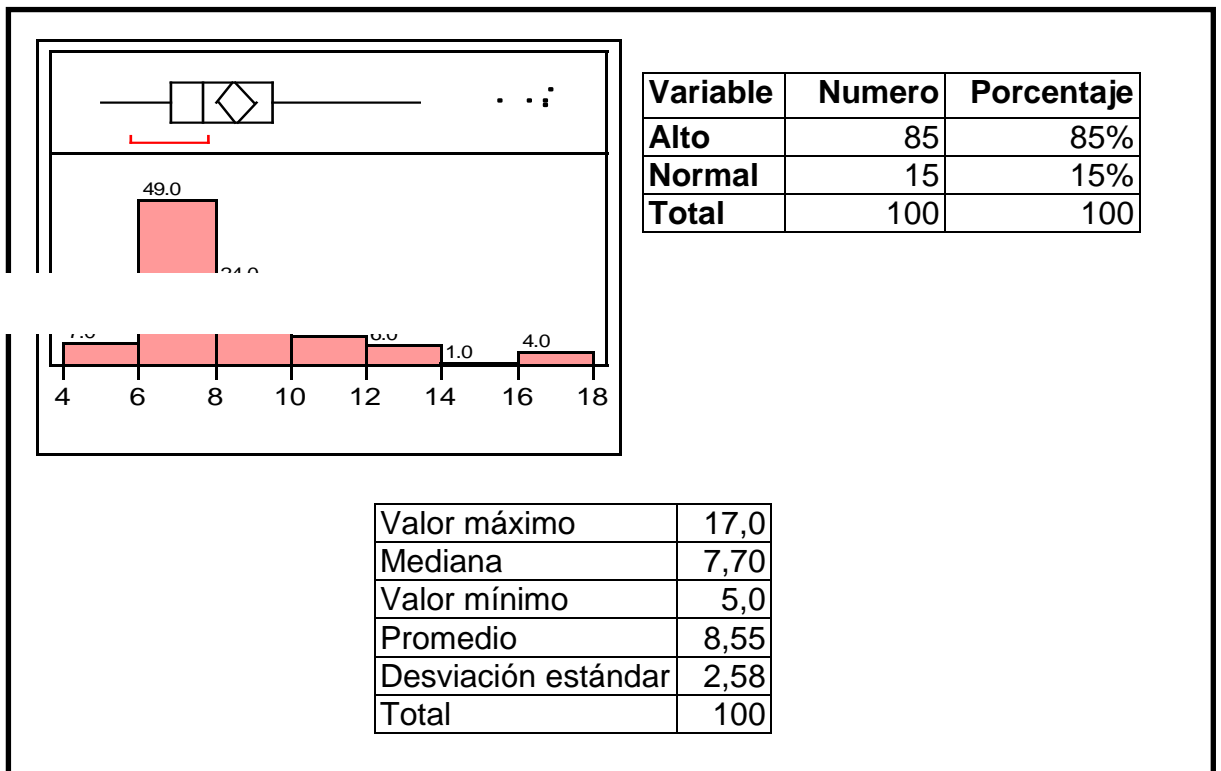 Variable Numero Porcentaje
Alto 85 85%
Normal 15 15%
Total 100 100
49.0
4.0
1.0
4 6 8 10 12 14 16 18
Valor máximo 17,0
Mediana 7,70
Valor mínimo 5,0
Promedio 8,55
Desviación estándar 2,58
Total 100